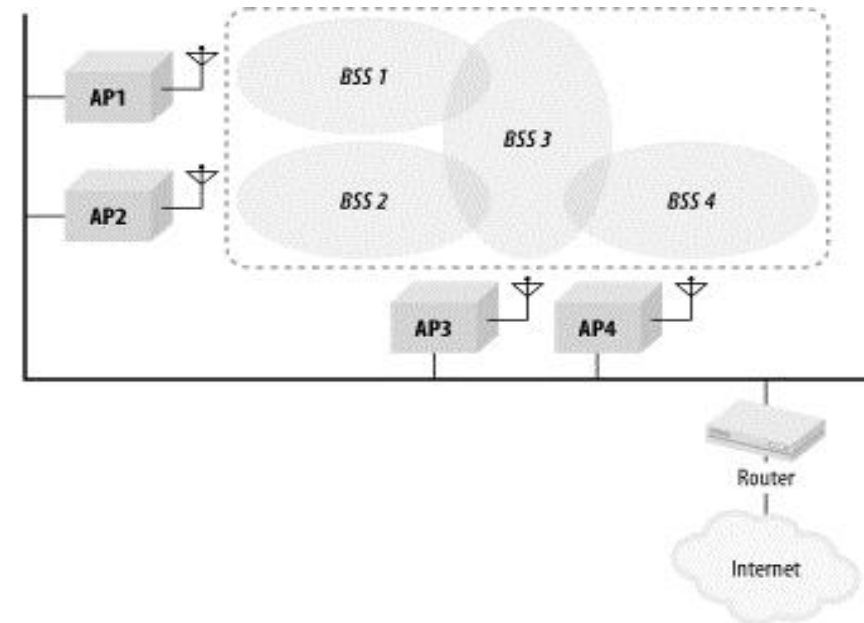 BSS 1
AP1
BSS 3
BSS 2
BSS 4
AP2
AP3
AP4
Router
Internet